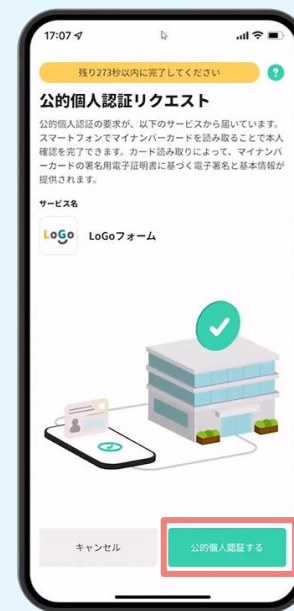 17:07
残り273秒以内に完了してください
?
公的個人認証リクエスト
公的個人認証の要求が、以下のサービスから届いています。
スマートフォンでマイナンバーカードを読み取ることで本人
確認を完了できます。カード読み取りによって、マイナンバ
ーカードの署名用電子証明書に基づく電子署名と基本情報が
提供されます。
サービス名
LoGo
LoGoフォーム
キャンセル
公的個人認証する